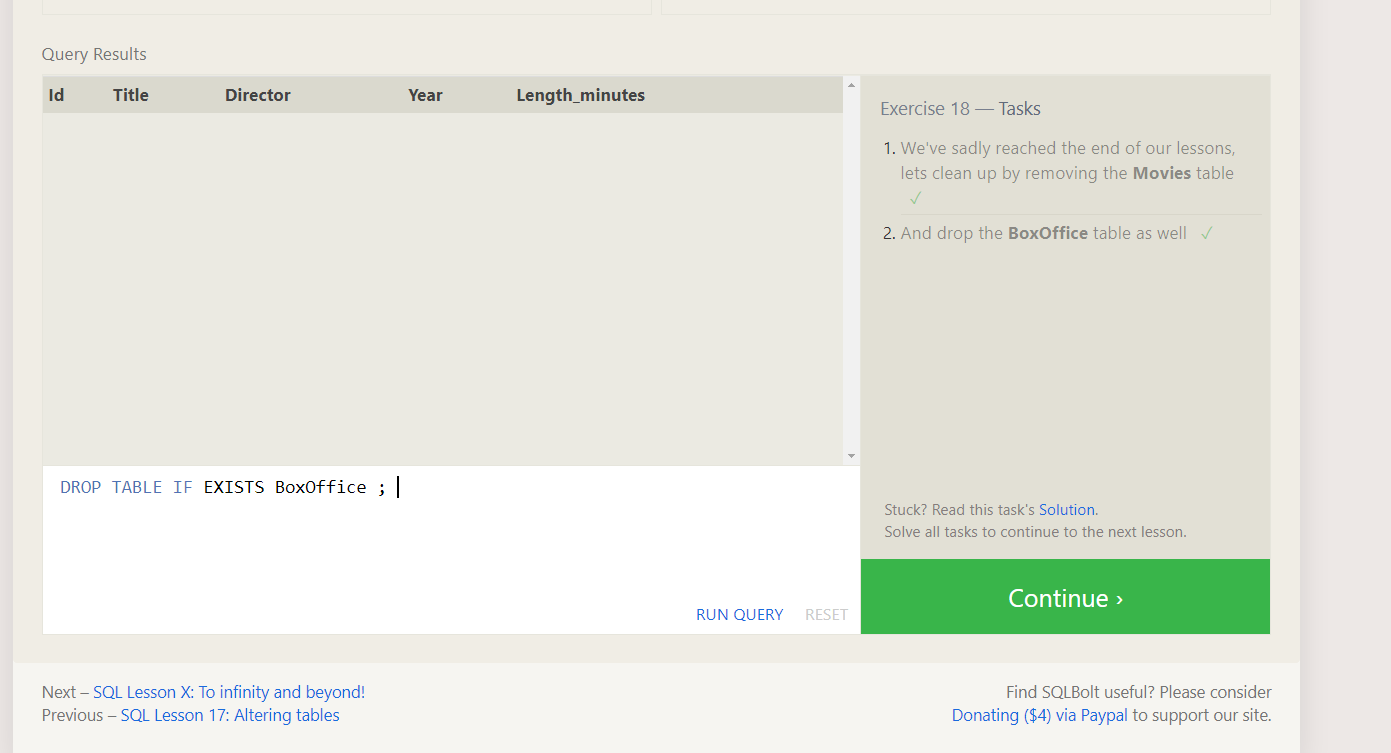 Query Results
Id Title Director Year Length_minutes
Exercise 18 — Tasks
1. We've sadly reached the end of our lessons,
lets clean up by removing the Movies table
✓
2. And drop the BoxOffice table as well ✓
DROP TABLE IF EXISTS BoxOffice ;
RUN QUERY RESET
Stuck? Read this task's Solution.
Solve all tasks to continue to the next lesson.
Continue ›
Next – SQL Lesson X: To infinity and beyond!
Previous – SQL Lesson 17: Altering tables
Find SQLBolt useful? Please consider
Donating ($4) via Paypal to support our site.